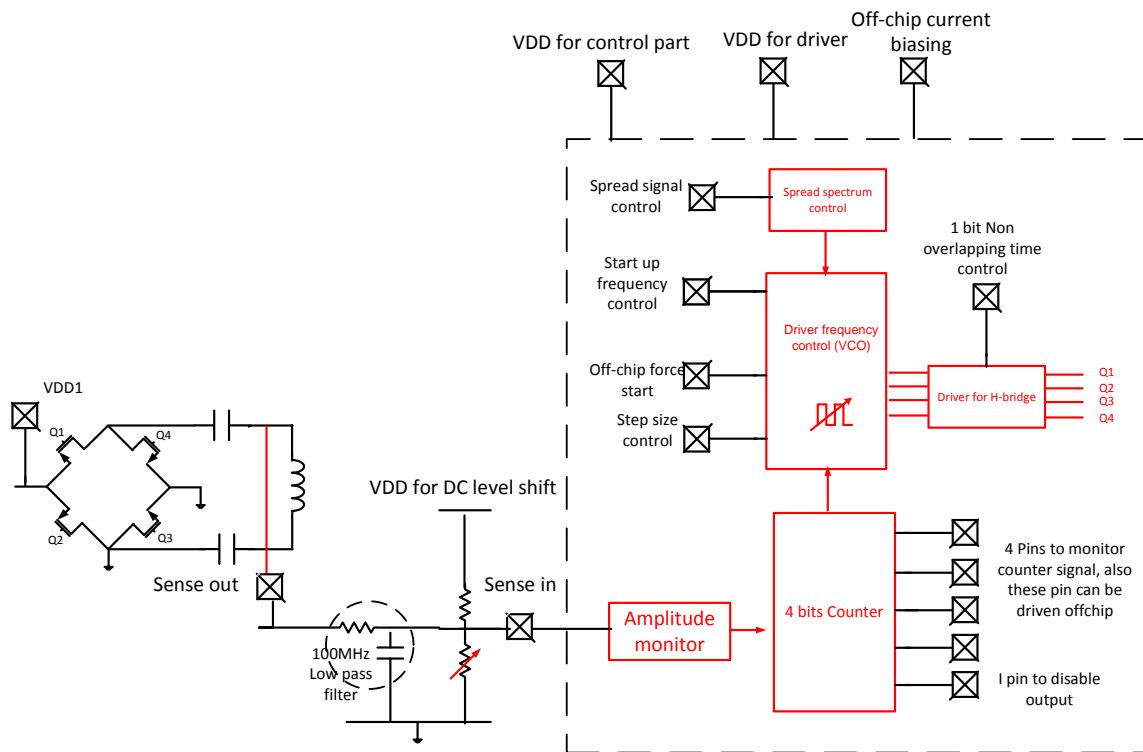 VDD for control part
VDD for driver
Off-chip current
biasing
Spread signal
control
Spread spectrum
control
1 bit Non
overlapping time
control
Start up
frequency
control
Driver frequency
control (VCO)
Off-chip force
start
Step size
control
Driver for H-bridge
Q1
Q2
Q3
Q4
VDD1
Q1
Q4
Q2
Q3
VDD for DC level shift
Sense out
Sense in
100MHz
Low pass
filter
Amplitude
monitor
4 bits Counter
4 Pins to monitor
counter signal, also
these pin can be
driven offchip
I pin to disable
output